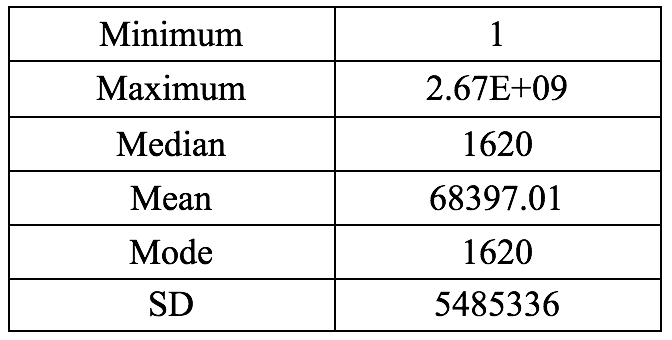 Minimum 1
Maximum 2.67E+09
Median 1620
Mean 68397.01
Mode 1620
SD 5485336